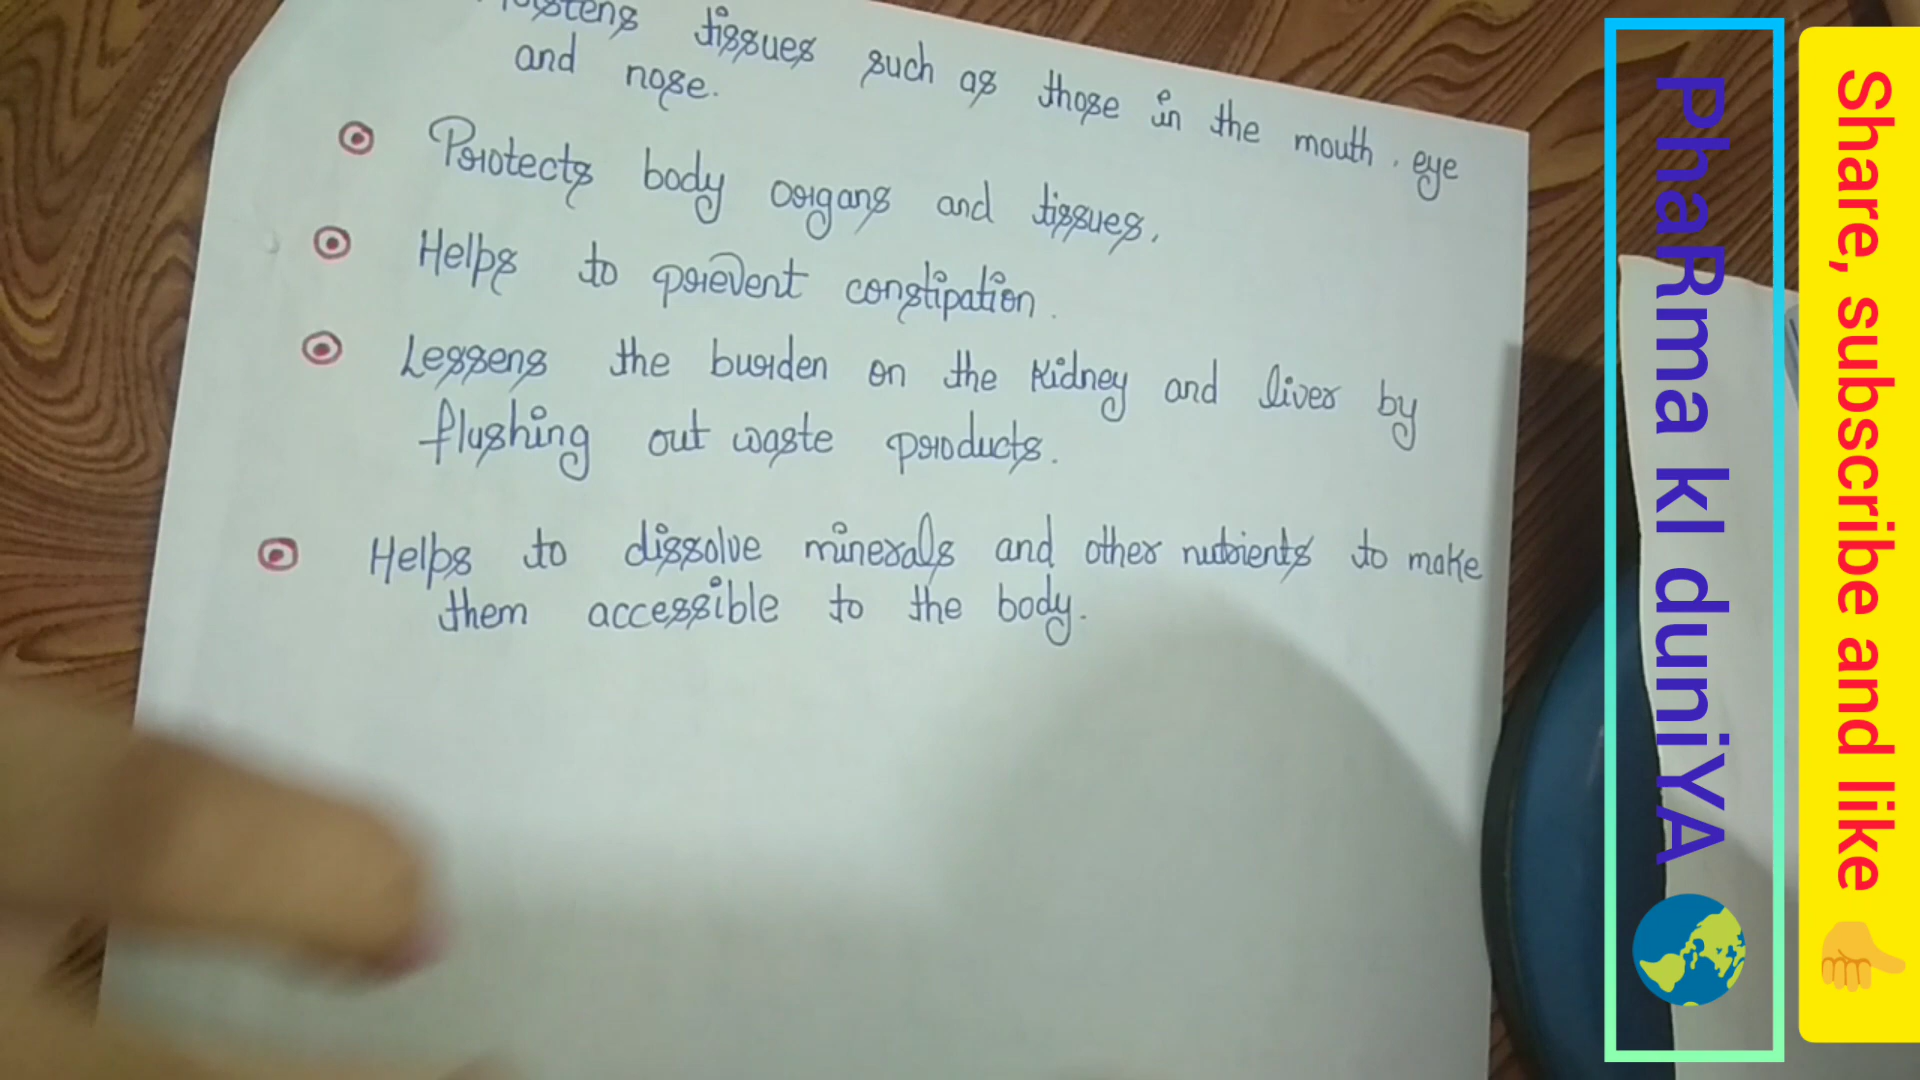 Moistens tissues such as those in the mouth, eye
and nose.
Protects body organs and tissues.
Helps to prevent constipation.
Lessens the burden on the kidney and liver by
flushing out waste products.
Helps to dissolve minerals and other nutrients to make
them accessible to the body.
PhaRma kI duniYA
Share, subscribe and like